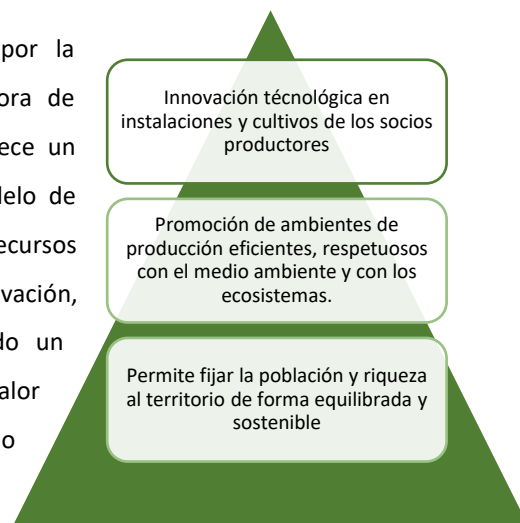 por la
ora de
ece un
delo de
recursos
vación,
do un
alor
o
Innovación técnológica en
instalaciones y cultivos de los socios
productores
Promoción de ambientes de
producción eficientes, respetuosos
con el medio ambiente y con los
ecosistemas.
Permite fijar la población y riqueza
al territorio de forma equilibrada y
sostenible